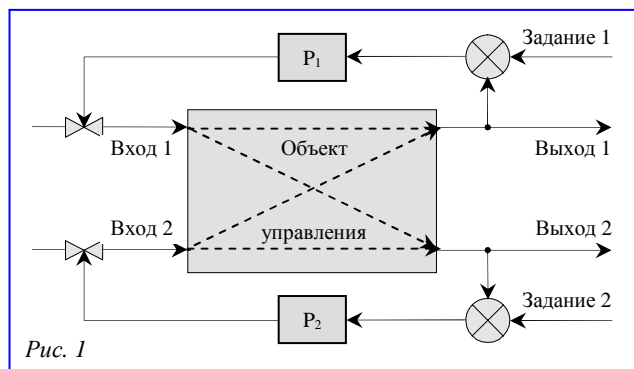 Задание 1
P₁
Вход 1
Объект
Выход 1
Вход 2
управления
Выход 2
P₂
Задание 2
Рис. 1